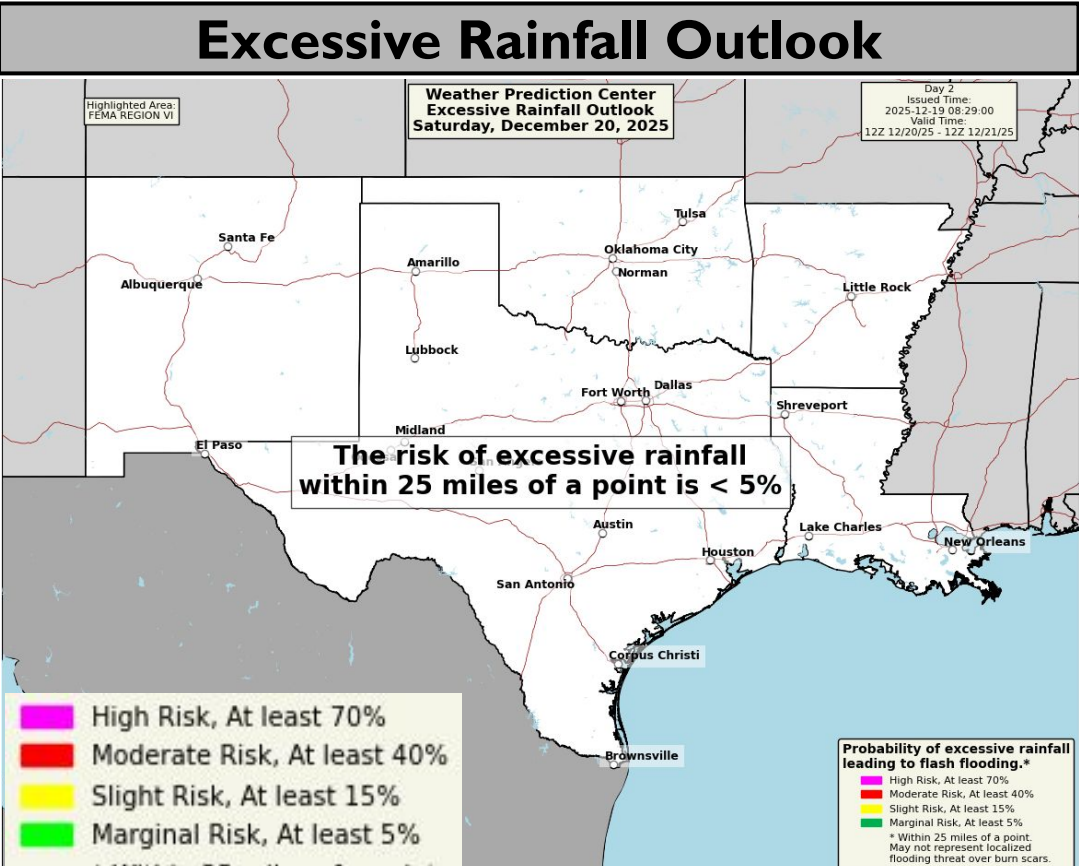 Excessive Rainfall Outlook
Highlighted Area:
FEMA REGION VI
Weather Prediction Center
Excessive Rainfall Outlook
Saturday, December 20, 2025
Day 2
Issued Time:
2025-12-19 08:29:00
Valid Time:
12Z 12/20/25 - 12Z 12/21/25
Tulsa
Santa Fe
Oklahoma City
Amarillo
Norman
Albuquerque
Little Rock
Lubbock
Dallas
Fort Worth
Shreveport
Midland
El Paso
The risk of excessive rainfall
within 25 miles of a point is < 5%
Austin
Lake Charles
New Orleans
Houston
San Antonio
Corpus Christi
Brownsville
High Risk, At least 70%
Moderate Risk, At least 40%
Slight Risk, At least 15%
Marginal Risk, At least 5%
Probability of excessive rainfall
leading to flash flooding.*
High Risk, At least 70%
Moderate Risk, At least 40%
Slight Risk, At least 15%
Marginal Risk, At least 5%
* Within 25 miles of a point.
May not represent localized
flooding threat over burn scars.